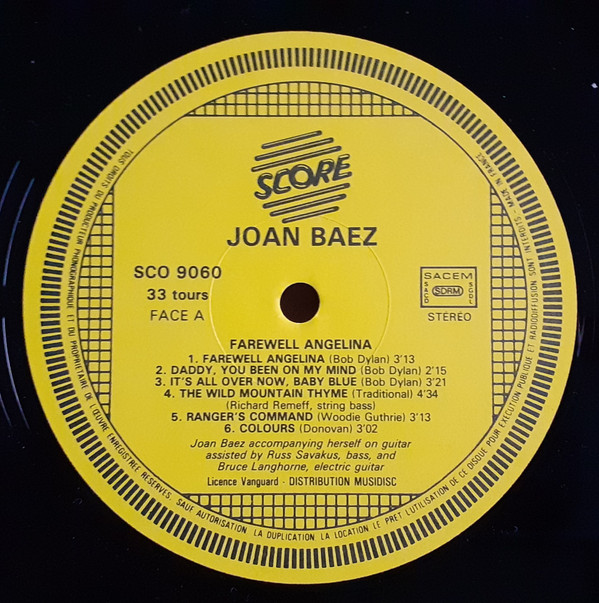 SCORE
JOAN BAEZ
SCO 9060
33 tours
FACE A
SACEM
SACD
SDRM
SGDL
STEREO
FAREWELL ANGELINA
1. FAREWELL ANGELINA (Bob Dylan) 3'13
2. DADDY, YOU BEEN ON MY MIND (Bob Dylan) 2'15
3. IT'S ALL OVER NOW, BABY BLUE (Bob Dylan) 3'21
4. THE WILD MOUNTAIN THYME (Traditional) 4'34
(Richard Remeff, string bass)
5. RANGER'S COMMAND (Woodie Guthrie) 3'13
6. COLOURS (Donovan) 3'02
Joan Baez accompanying herself on guitar
assisted by Russ Savakus, bass, and
Bruce Langhorne, electric guitar
Licence Vanguard - DISTRIBUTION MUSIDISC
TOUS DROITS DU PRODUCTEUR PHONOGRAPHIQUE ET DU PROPRIETAIRE DE L'ŒUVRE ENREGISTREE RESERVES. SAUF AUTORISATION LA DUPLICATION, LA LOCATION LE PRET L'UTILISATION DE CE DISQUE POUR EXECUTION PUBLIQUE ET RADIODIFFUSION SONT INTERDITS - MADE IN FRANCE